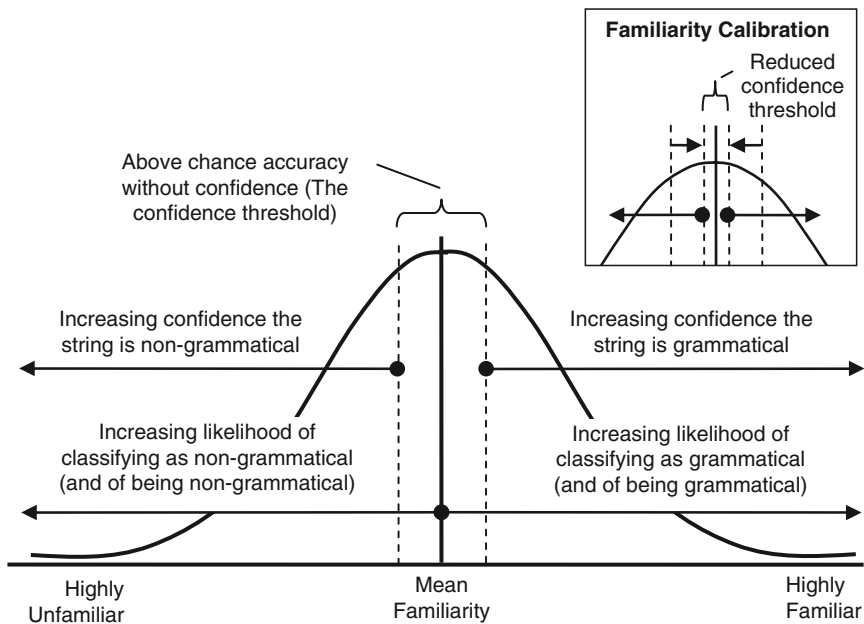 Familiarity Calibration
Reduced
confidence
threshold
Above chance accuracy
without confidence (The
confidence threshold)
Increasing confidence the
string is non-grammatical
Increasing confidence the
string is grammatical
Increasing likelihood of
classifying as non-grammatical
(and of being non-grammatical)
Increasing likelihood of
classifying as grammatical
(and of being grammatical)
Highly
Unfamiliar
Mean
Familiarity
Highly
Familiar